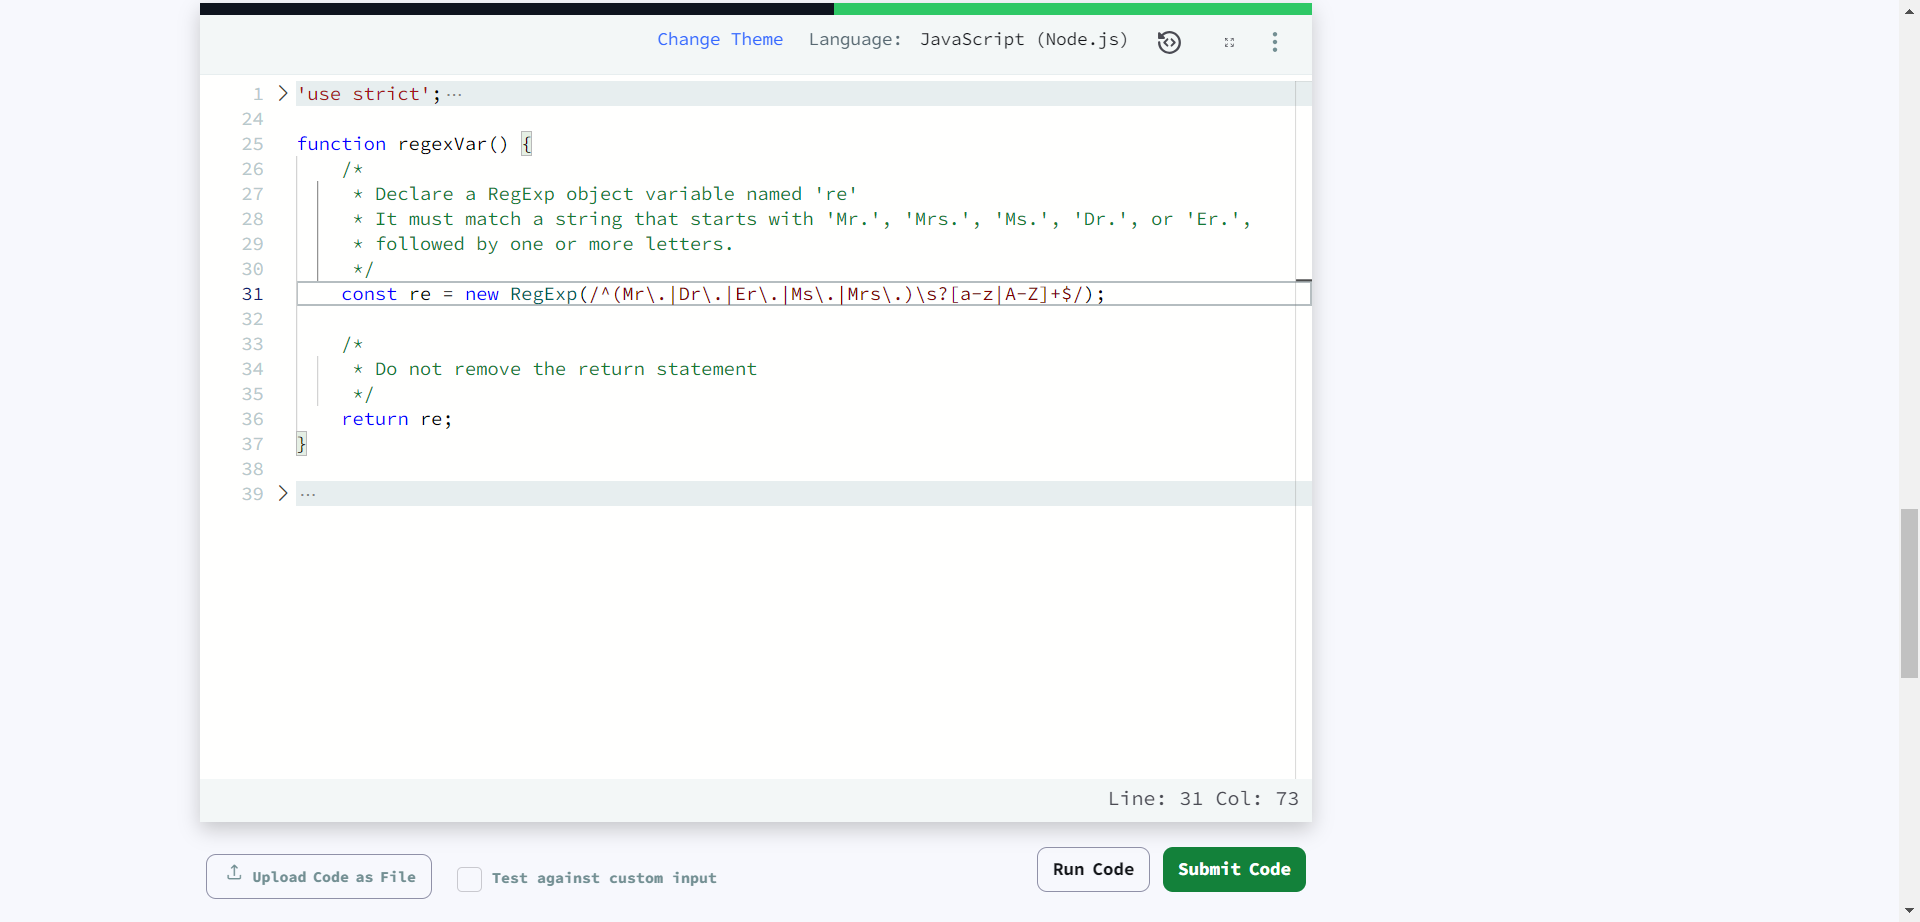 Change Theme Language: JavaScript (Node.js)
1 'use strict';···
24
25 function regexVar() {
26 /*
27 * Declare a RegExp object variable named 're'
28 * It must match a string that starts with 'Mr.', 'Mrs.', 'Ms.', 'Dr.', or 'Er.',
29 * followed by one or more letters.
30 */
31 const re = new RegExp(/^(Mr\.|Dr\.|Er\.|Ms\.|Mrs\.)\s?[a-z|A-Z]+$/);
32
33 /*
34 * Do not remove the return statement
35 */
36 return re;
37 }
38
39 ···
Line: 31 Col: 73
Upload Code as File Test against custom input Run Code Submit Code